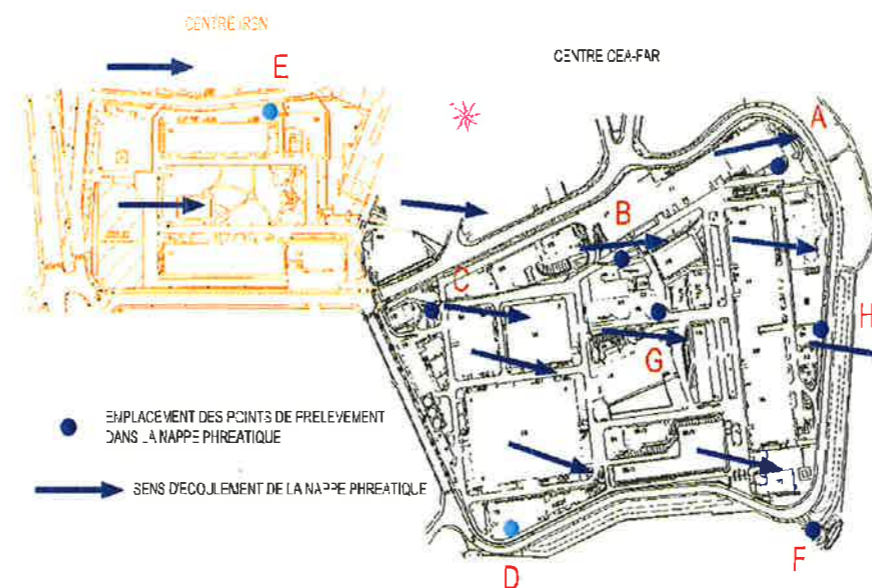 CENTRE IRSN
E
CENTRE CEA-FAR
A
B
C
H
G
EMPLACEMENT DES POINTS DE PRELEVEMENT
DANS LA NAPPE PHREATIQUE
SENS D'ECOULEMENT DE LA NAPPE PHREATIQUE
D
F